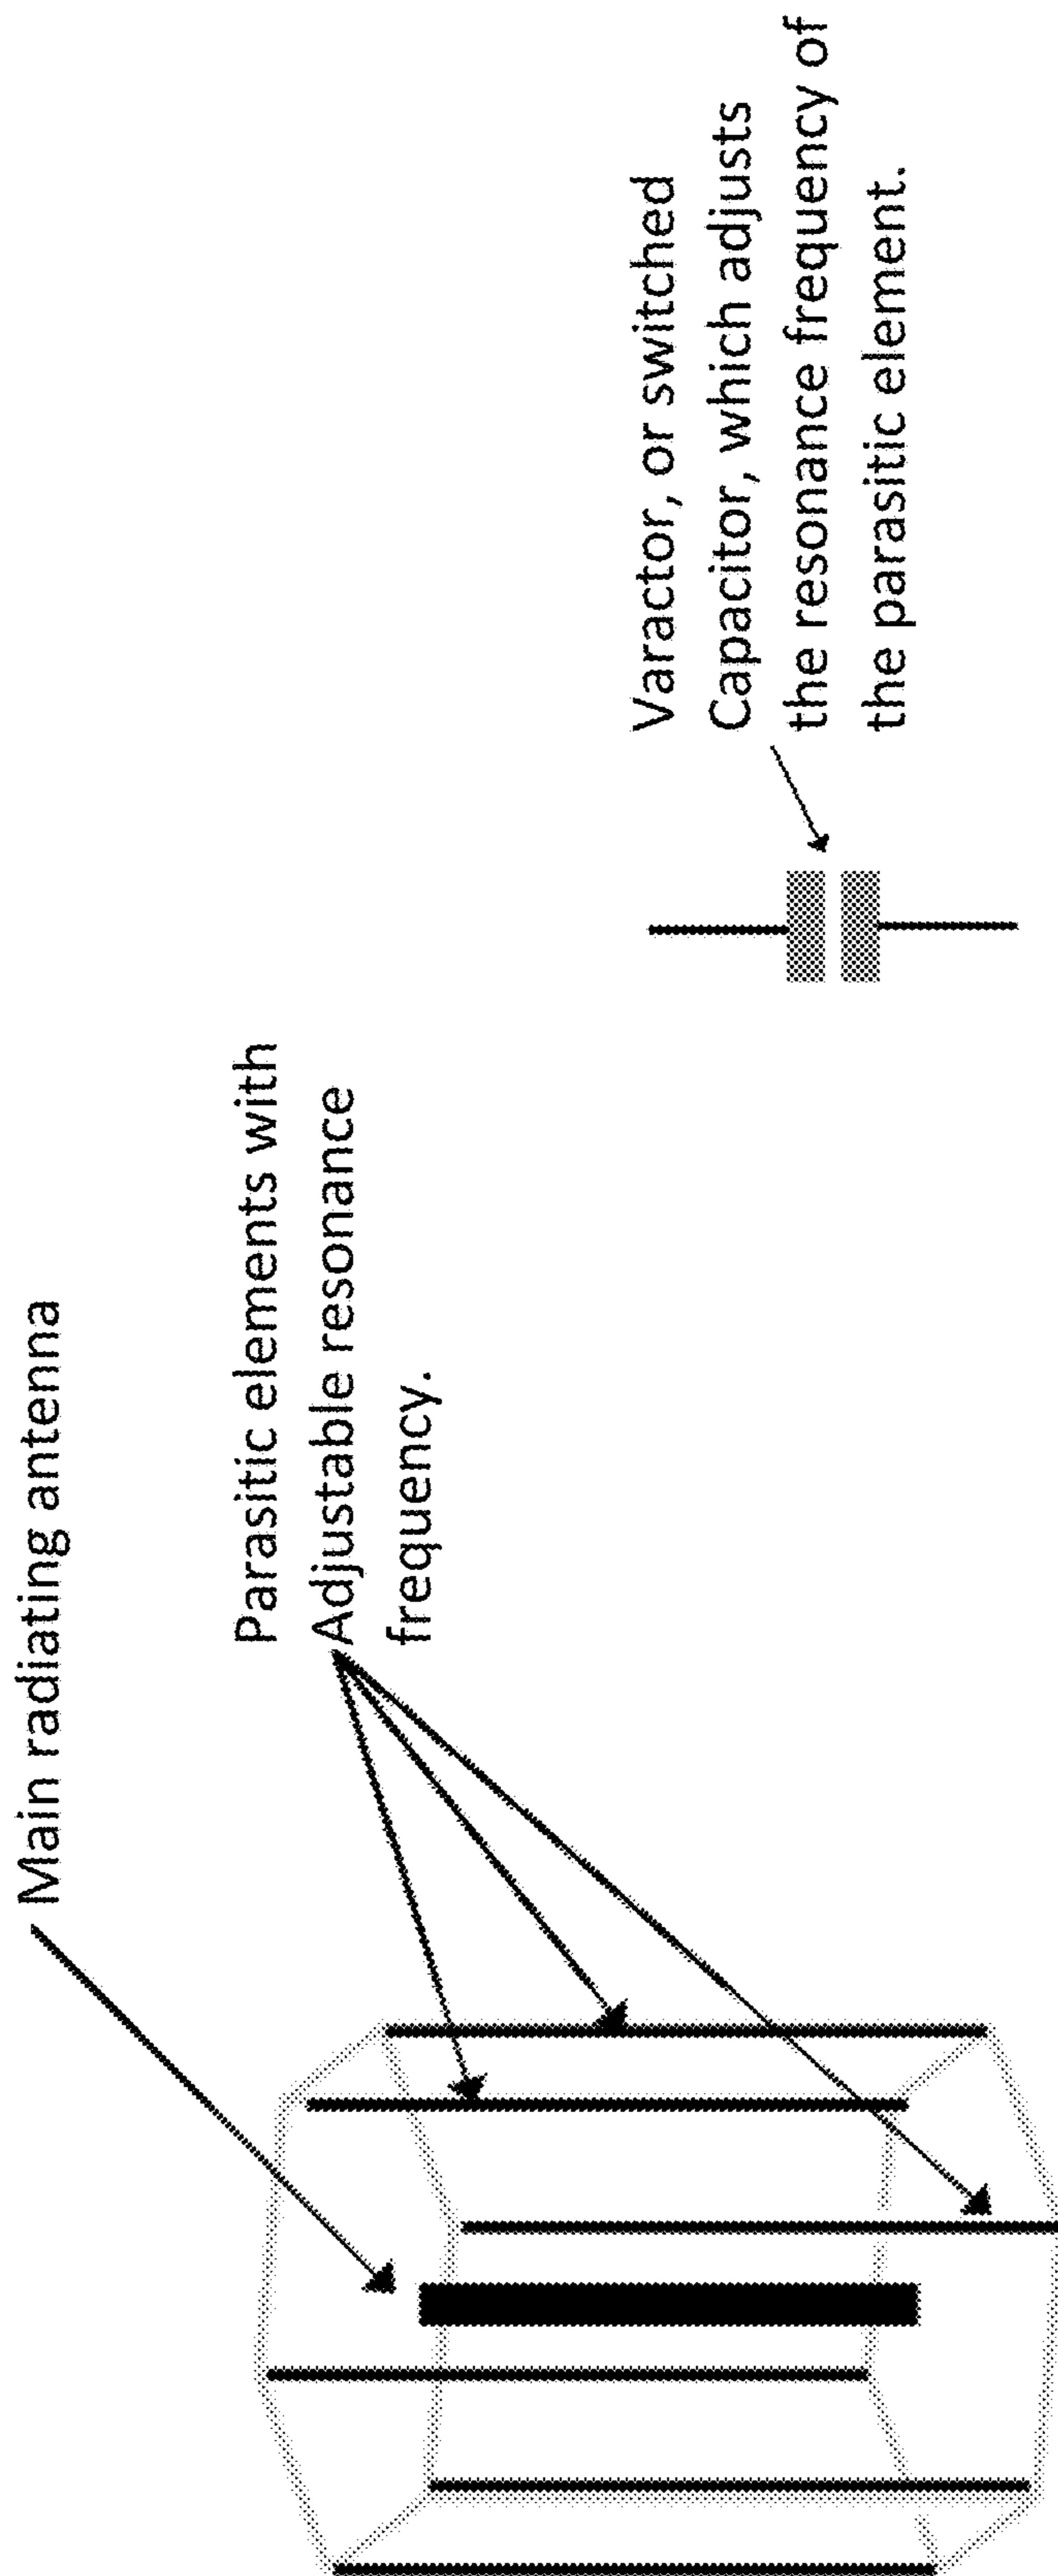 Main radiating antenna
Parasitic elements with
Adjustable resonance
frequency.
Varactor, or switched
Capacitor, which adjusts
the resonance frequency of
the parasitic element.